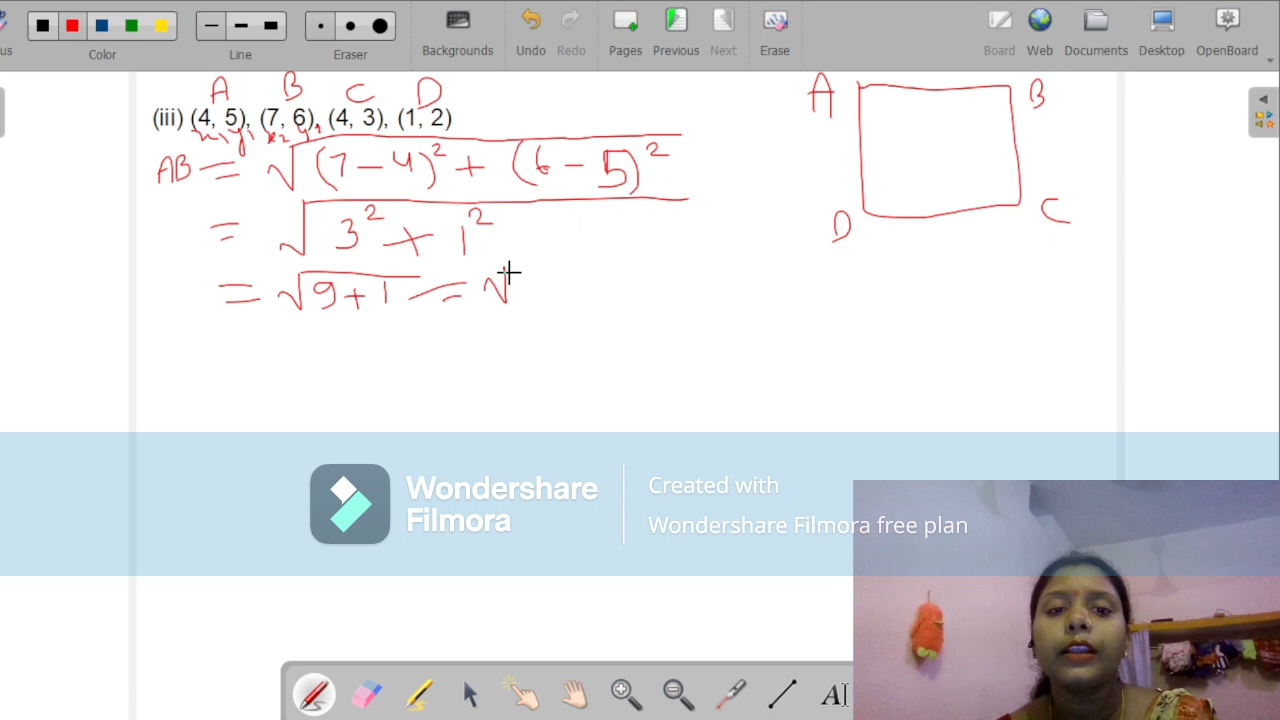 Color
Line
Eraser
Backgrounds
Undo
Redo
Pages
Previous
Next
Erase
Board
Web
Documents
Desktop
OpenBoard
A B C D
(iii) (4, 5), (7, 6), (4, 3), (1, 2)
x₁ y₁ x₂ y₂
AB = √(7 – 4)² + (6 – 5)²
= √3² + 1²
= √9 + 1 = √
A
B
D
C
Wondershare
Filmora
Created with
Wondershare Filmora free plan